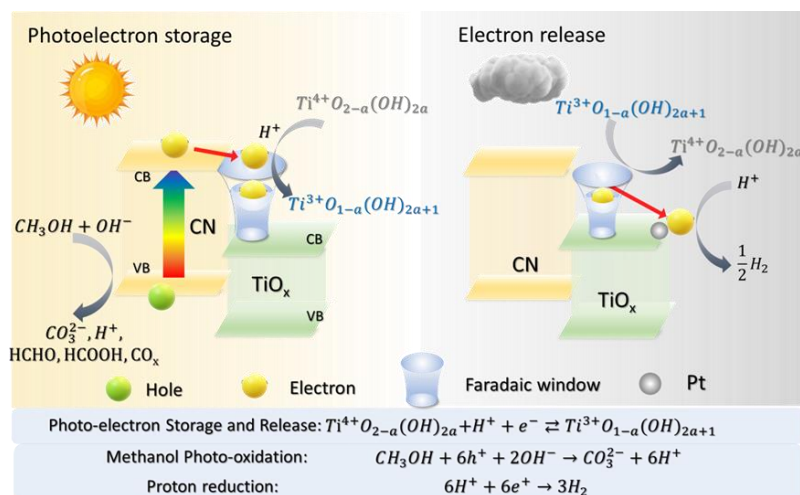 Photoelectron storage
Electron release
Ti⁴⁺O₂₋ₐ(OH)₂ₐ
H⁺
CB
CN
Ti³⁺O₁₋ₐ(OH)₂ₐ₊₁
CH₃OH + OH⁻
VB
CB
TiOₓ
VB
CO₃²⁻, H⁺,
HCHO, HCOOH, COₓ
Ti³⁺O₁₋ₐ(OH)₂ₐ₊₁
Ti⁴⁺O₂₋ₐ(OH)₂ₐ
H⁺
CN
TiOₓ
½H₂
Hole
Electron
Faradaic window
Pt
Photo-electron Storage and Release: Ti⁴⁺O₂₋ₐ(OH)₂ₐ+H⁺ + e⁻ ⇄ Ti³⁺O₁₋ₐ(OH)₂ₐ₊₁
Methanol Photo-oxidation: CH₃OH + 6h⁺ + 2OH⁻ → CO₃²⁻ + 6H⁺
Proton reduction: 6H⁺ + 6e⁺ → 3H₂